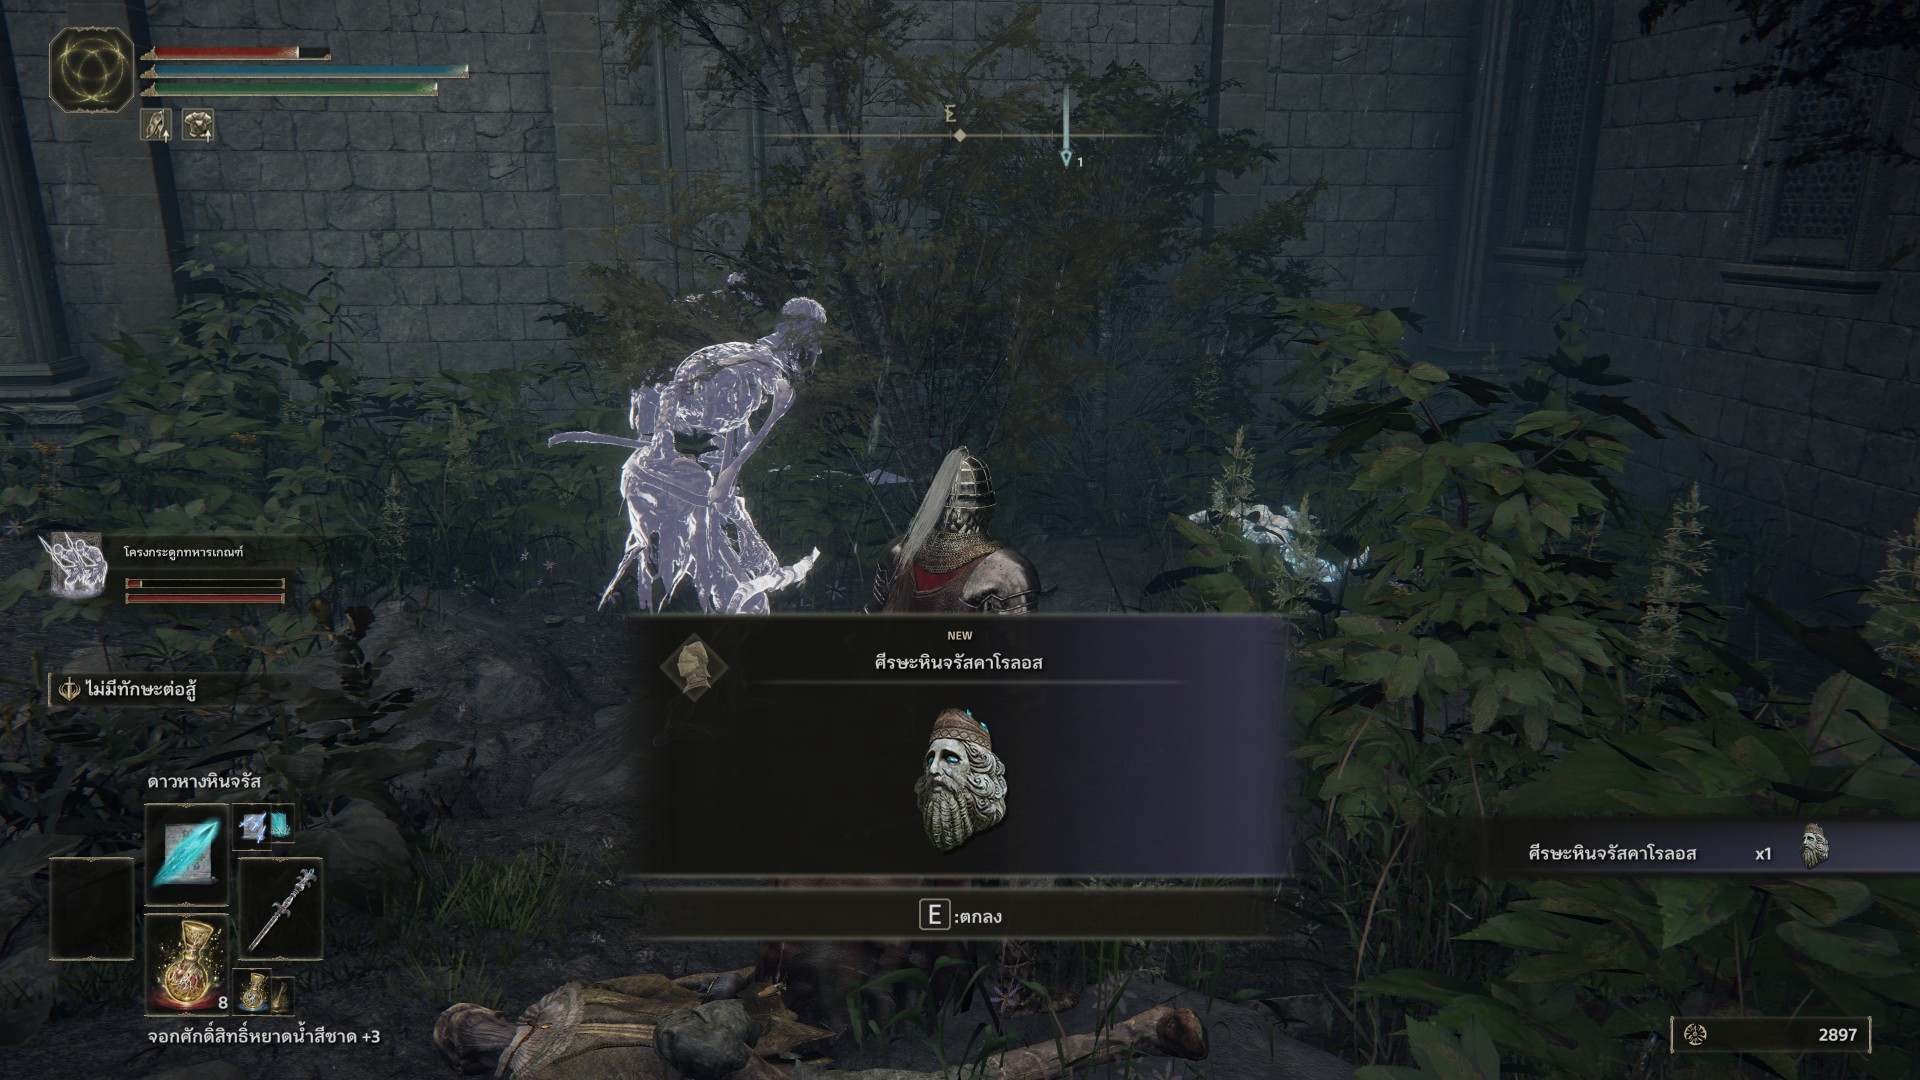 E
1
โครงกระดูกทหารเกณฑ์
ไม่มีทักษะต่อสู้
NEW
ศีรษะหินจรัสคาโรลอส
ดาวหางหินจรัส
ศีรษะหินจรัสคาโรลอส x1
E :ตกลง
8
จอกศักดิ์สิทธิ์หยาดน้ำสีชาด +3
2897